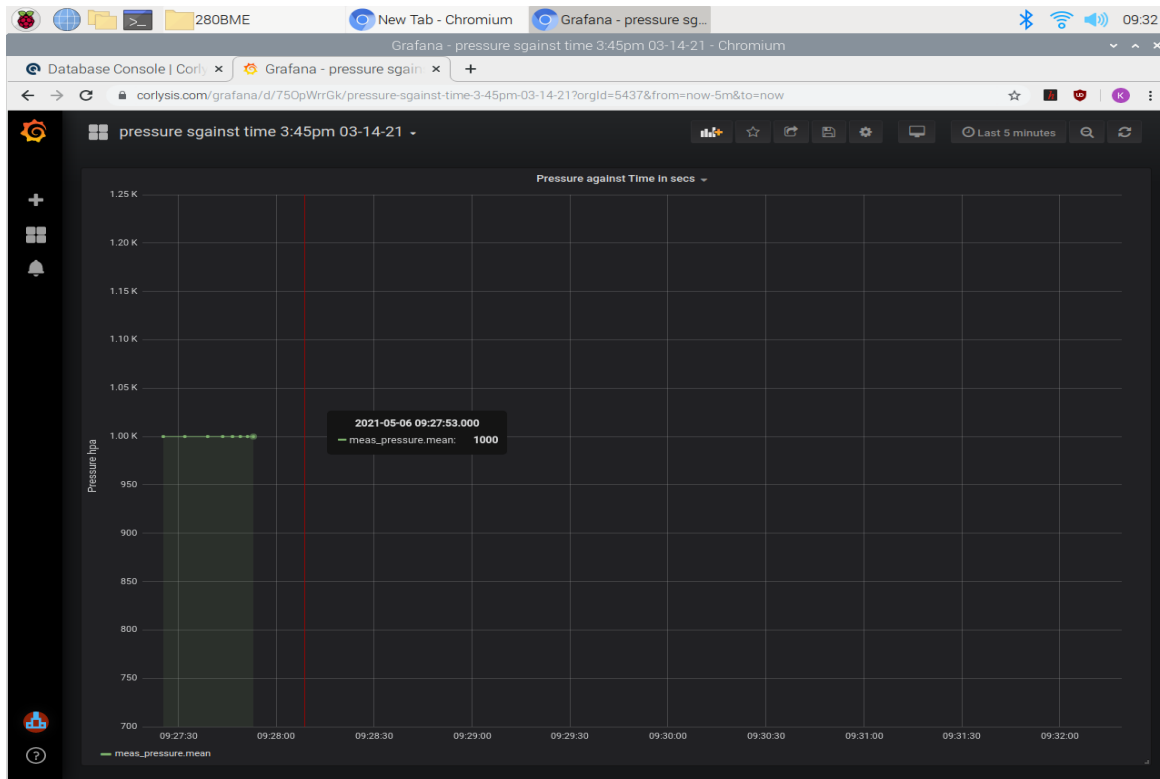 280BME
New Tab - Chromium
Grafana - pressure sg...
09:32
Grafana - pressure sgainst time 3:45pm 03-14-21 - Chromium
Database Console | Corly
Grafana - pressure sgain
corlysis.com/grafana/d/75OpWrrGk/pressure-sgainst-time-3-45pm-03-14-21?orgId=5437&from=now-5m&to=now
K
pressure sgainst time 3:45pm 03-14-21
Last 5 minutes
Pressure against Time in secs
1.25 K
1.20 K
1.15 K
1.10 K
1.05 K
1.00 K
950
900
850
800
750
700
Pressure hpa
2021-05-06 09:27:53.000
meas_pressure.mean: 1000
09:27:30 09:28:00 09:28:30 09:29:00 09:29:30 09:30:00 09:30:30 09:31:00 09:31:30 09:32:00
meas_pressure.mean